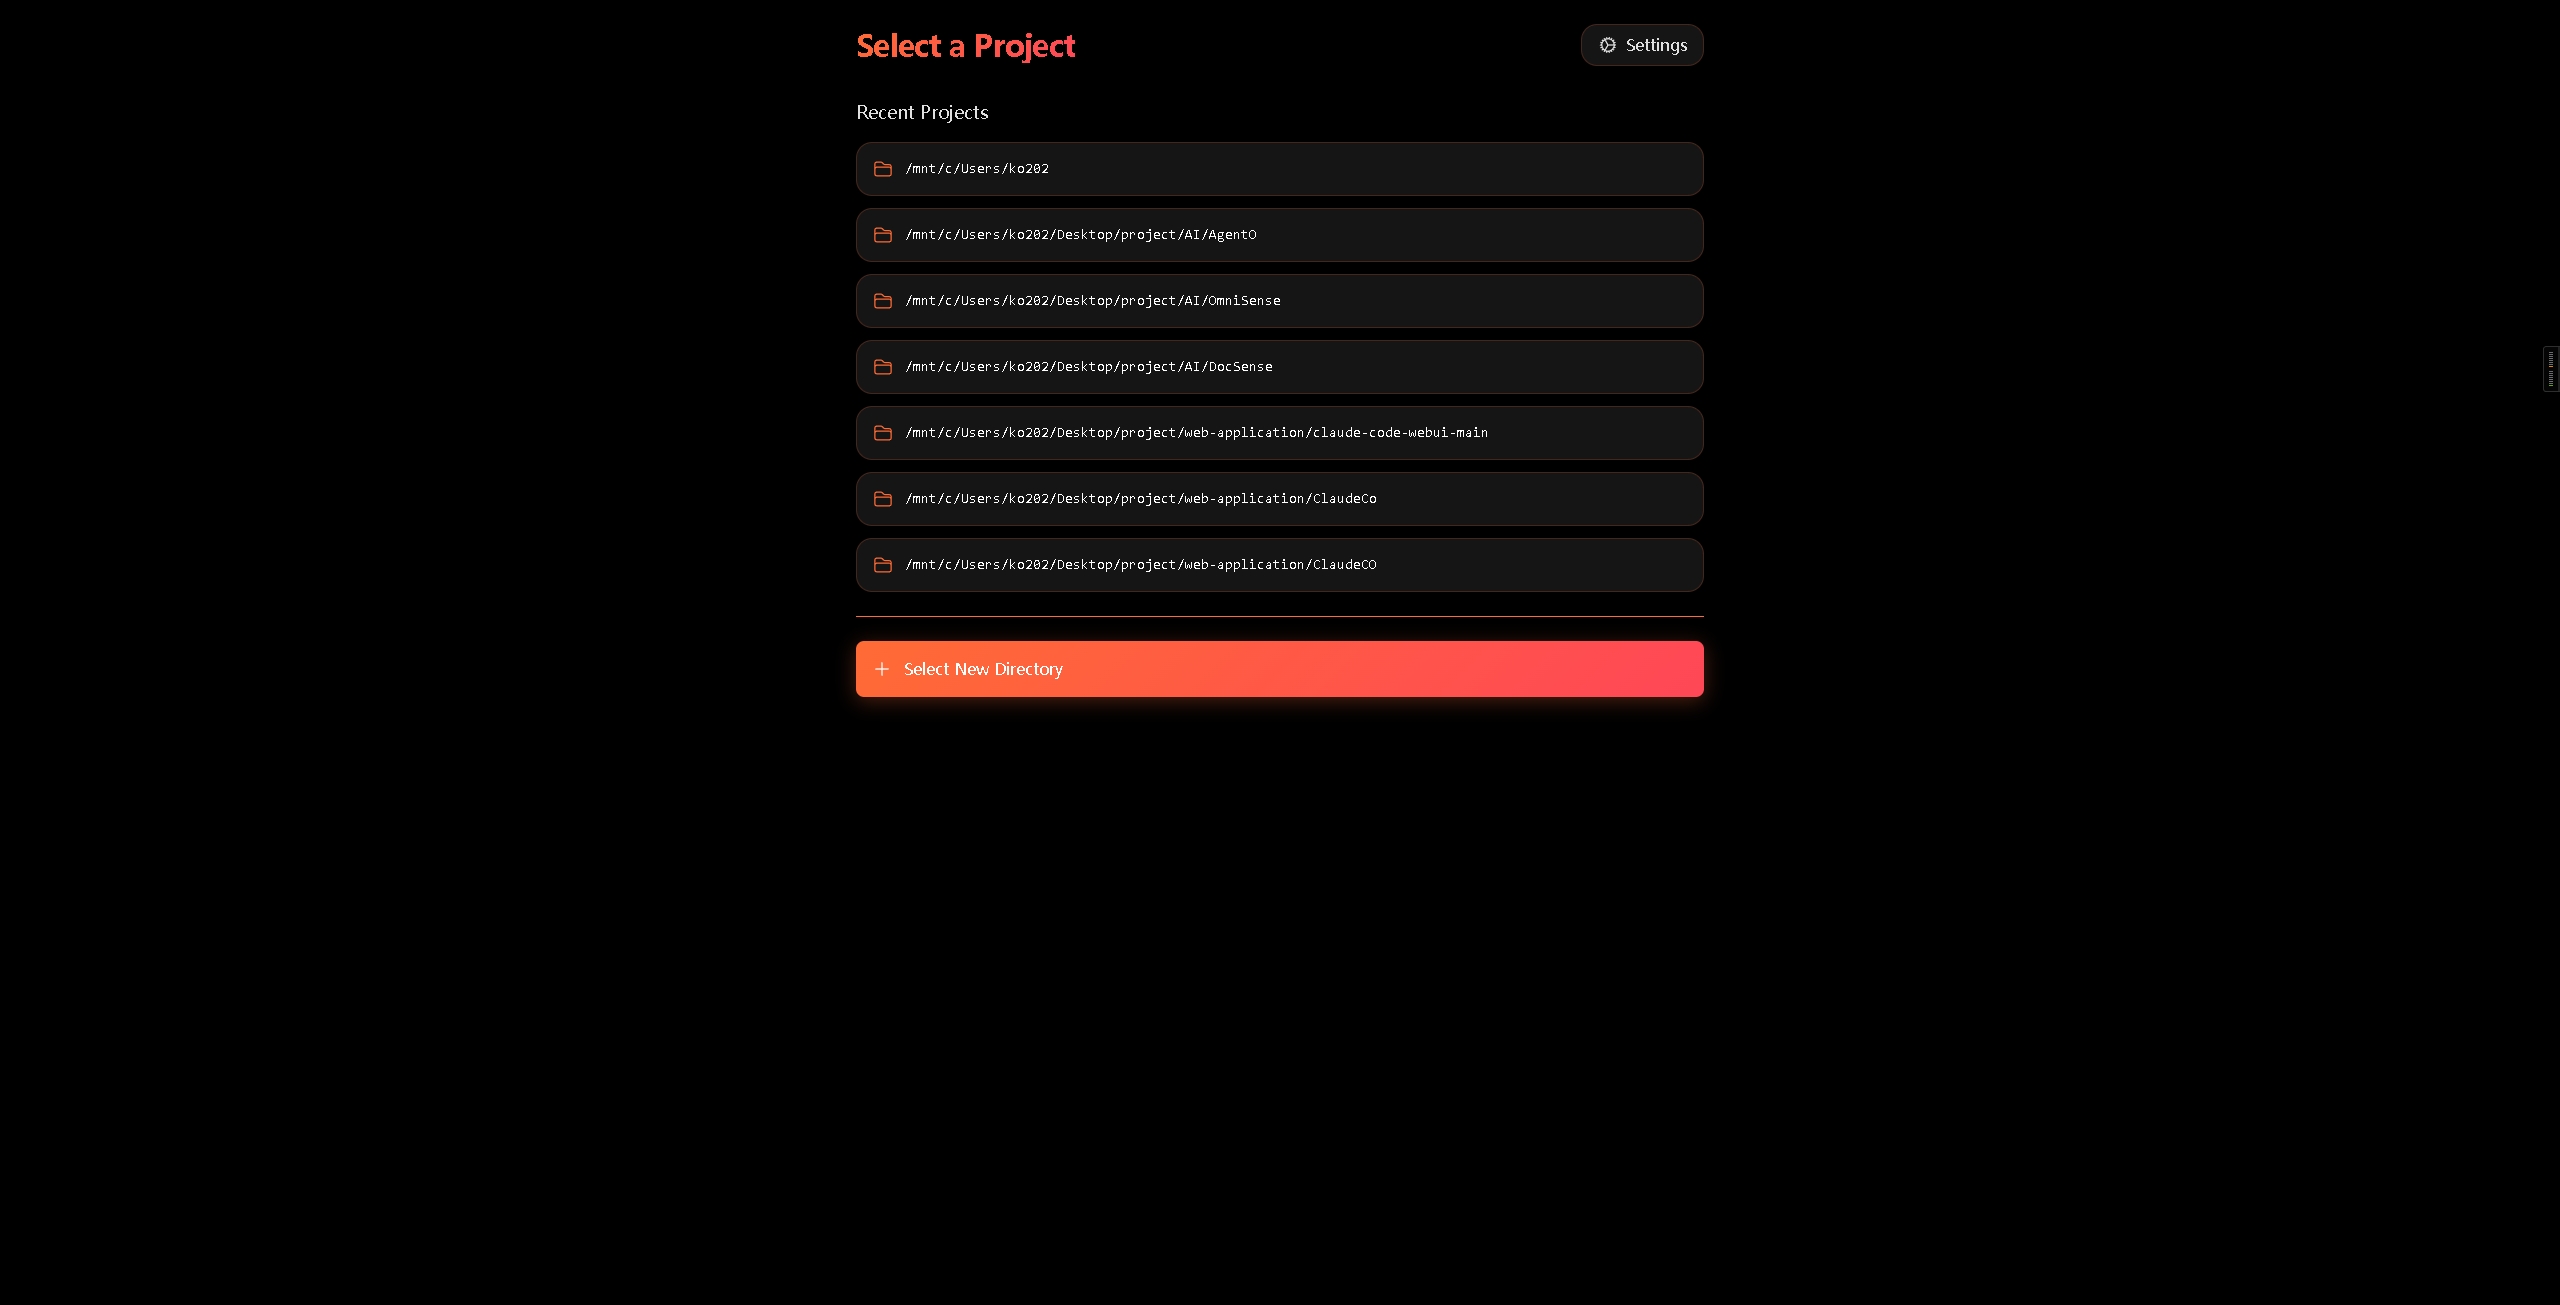 Select a Project
Settings
Recent Projects
/mnt/c/Users/ko202
/mnt/c/Users/ko202/Desktop/project/AI/AgentO
/mnt/c/Users/ko202/Desktop/project/AI/OmniSense
/mnt/c/Users/ko202/Desktop/project/AI/DocSense
/mnt/c/Users/ko202/Desktop/project/web-application/claude-code-webui-main
/mnt/c/Users/ko202/Desktop/project/web-application/ClaudeCo
/mnt/c/Users/ko202/Desktop/project/web-application/ClaudeCO
Select New Directory